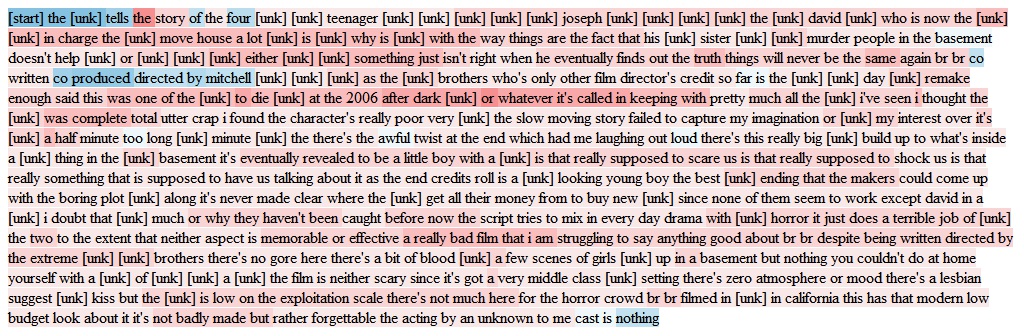 [start] the [unk] tells the story of the four [unk] [unk] teenager [unk] [unk] [unk] [unk] [unk] joseph [unk] [unk] [unk] [unk] the [unk] david [unk] who is now the [unk]
[unk] in charge the [unk] move house a lot [unk] is [unk] why is [unk] with the way things are the fact that his [unk] sister [unk] [unk] murder people in the basement
doesn't help [unk] or [unk] [unk] [unk] either [unk] [unk] something just isn't right when he eventually finds out the truth things will never be the same again br br co
written co produced directed by mitchell [unk] [unk] [unk] as the [unk] brothers who's only other film director's credit so far is the [unk] [unk] day [unk] remake
enough said this was one of the [unk] to die [unk] at the 2006 after dark [unk] or whatever it's called in keeping with pretty much all the [unk] i've seen i thought the
[unk] was complete total utter crap i found the character's really poor very [unk] the slow moving story failed to capture my imagination or [unk] my interest over it's
[unk] a half minute too long [unk] minute [unk] the there's the awful twist at the end which had me laughing out loud there's this really big [unk] build up to what's inside
a [unk] thing in the [unk] basement it's eventually revealed to be a little boy with a [unk] is that really supposed to scare us is that really supposed to shock us is that
really something that is supposed to have us talking about it as the end credits roll is a [unk] looking young boy the best [unk] ending that the makers could come up
with the boring plot [unk] along it's never made clear where the [unk] get all their money from to buy new [unk] since none of them seem to work except david in a
[unk] i doubt that [unk] much or why they haven't been caught before now the script tries to mix in every day drama with [unk] horror it just does a terrible job of [unk]
the two to the extent that neither aspect is memorable or effective a really bad film that i am struggling to say anything good about br br despite being written directed by
the extreme [unk] [unk] brothers there's no gore here there's a bit of blood [unk] a few scenes of girls [unk] up in a basement but nothing you couldn't do at home
yourself with a [unk] of [unk] [unk] a [unk] the film is neither scary since it's got a very middle class [unk] setting there's zero atmosphere or mood there's a lesbian
suggest [unk] kiss but the [unk] is low on the exploitation scale there's not much here for the horror crowd br br filmed in [unk] in california this has that modern low
budget look about it it's not badly made but rather forgettable the acting by an unknown to me cast is nothing